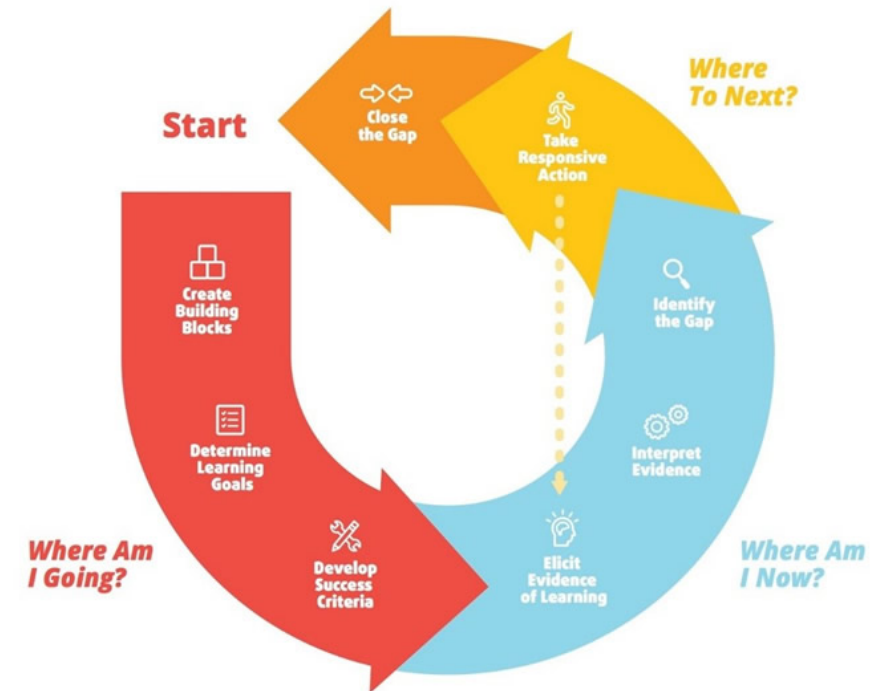 Start
Create
Building
Blocks
Determine
Learning
Goals
Develop
Success
Criteria
Where Am
I Going?
Elicit
Evidence
of Learning
Interpret
Evidence
Identify
the Gap
Where Am
I Now?
Take
Responsive
Action
Where
To Next?
Close
the Gap